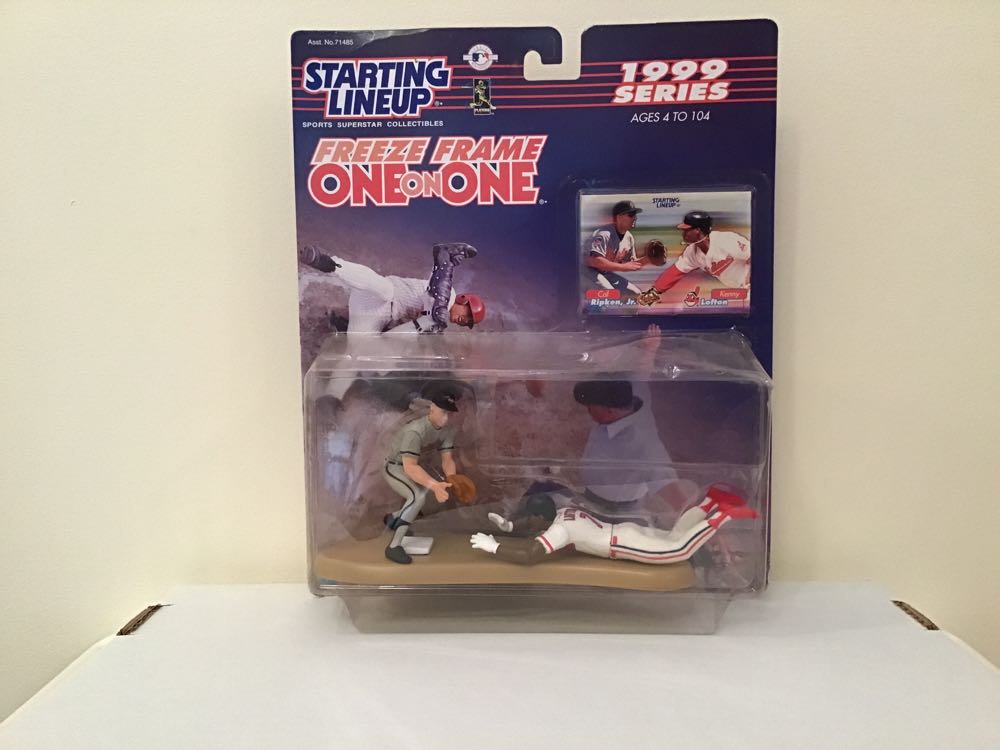 Asst. No.71485
STARTING
LINEUP®.
SPORTS SUPERSTAR COLLECTIBLES
1999
SERIES
AGES 4 TO 104
FREEZE FRAME
ONE ON ONE®.
STARTING
LINEUP®
Cal
Ripken, Jr.
Kenny
Lofton
7